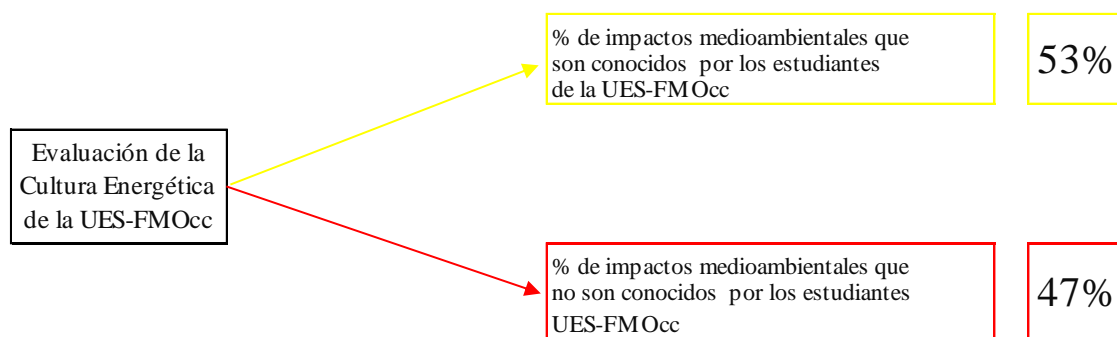 % de impactos medioambientales que
son conocidos por los estudiantes
de la UES-FMOcc
53%
Evaluación de la
Cultura Energética
de la UES-FMOcc
% de impactos medioambientales que
no son conocidos por los estudiantes
UES-FMOcc
47%